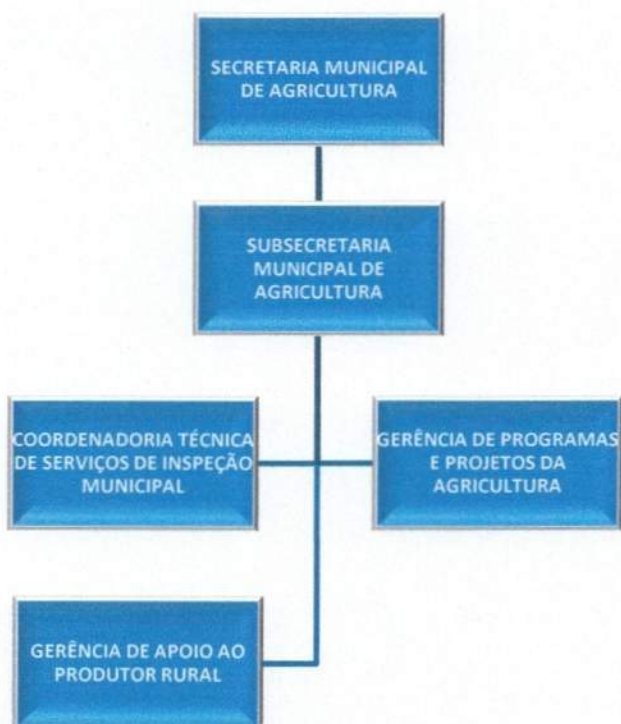 SECRETARIA MUNICIPAL
DE AGRICULTURA
SUBSECRETARIA
MUNICIPAL DE
AGRICULTURA
COORDENADORIA TÉCNICA
DE SERVIÇOS DE INSPEÇÃO
MUNICIPAL
GERÊNCIA DE PROGRAMAS
E PROJETOS DA
AGRICULTURA
GERÊNCIA DE APOIO AO
PRODUTOR RURAL